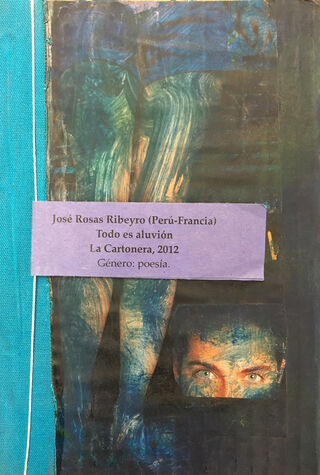 José Rosas Ribeyro (Perú-Francia)
Todo es aluvión
La Cartonera, 2012
Género: poesía.